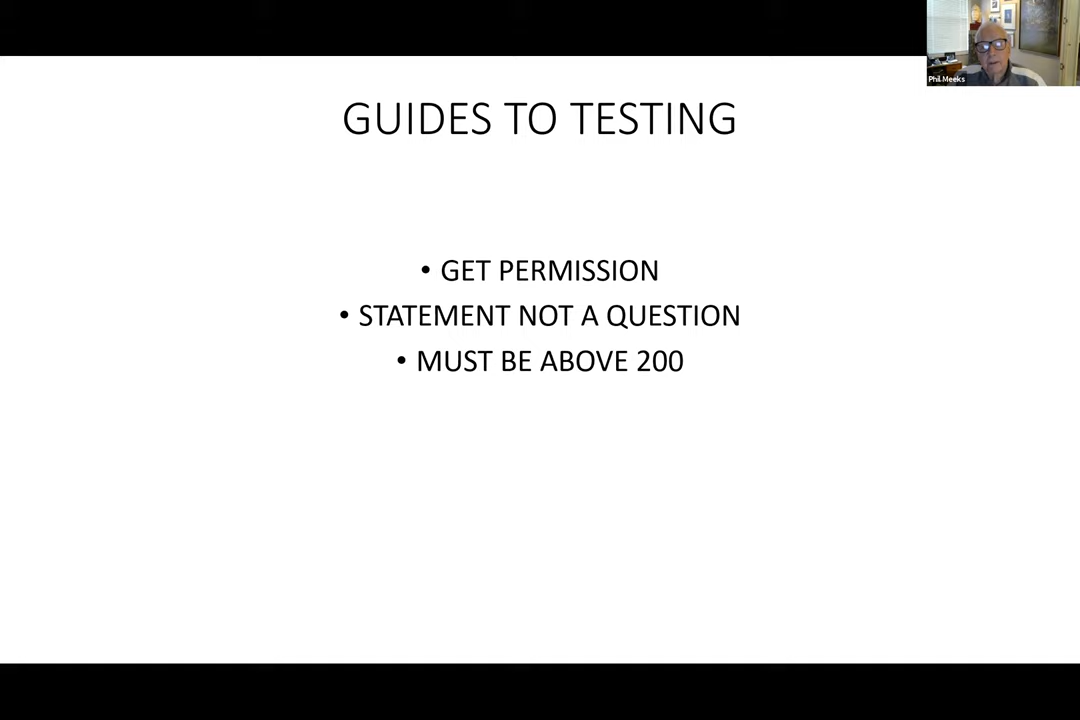 Phil Meeks
GUIDES TO TESTING
• GET PERMISSION
• STATEMENT NOT A QUESTION
• MUST BE ABOVE 200